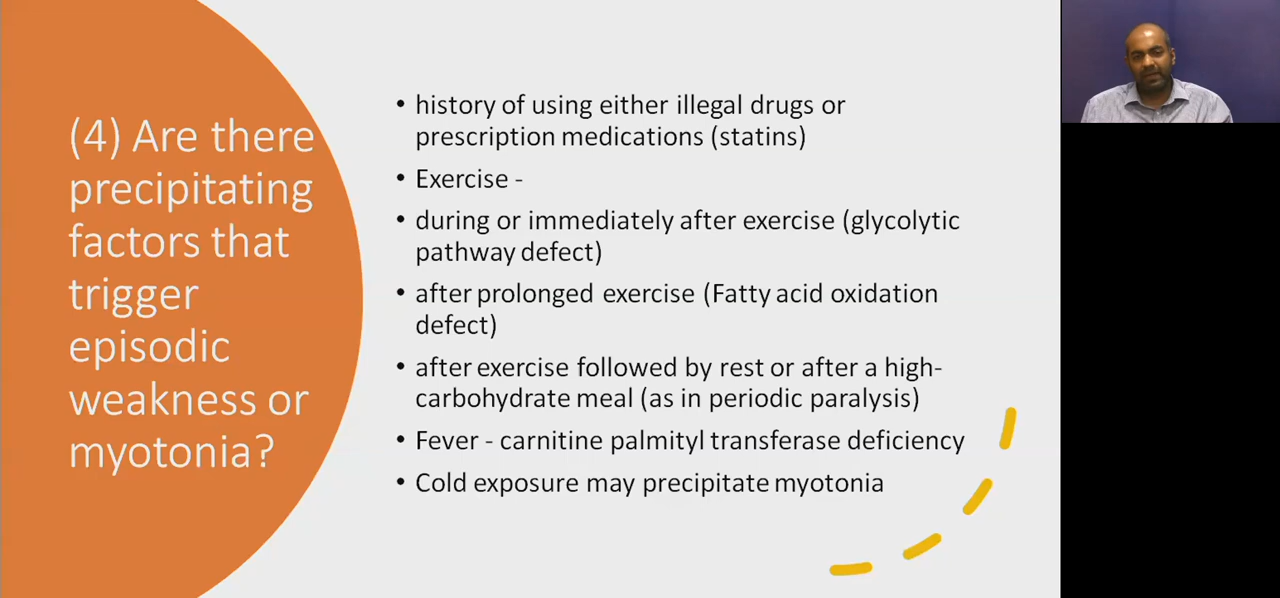 (4) Are there
precipitating
factors that
trigger
episodic
weakness or
myotonia?
• history of using either illegal drugs or
prescription medications (statins)
• Exercise -
• during or immediately after exercise (glycolytic
pathway defect)
• after prolonged exercise (Fatty acid oxidation
defect)
• after exercise followed by rest or after a high-
carbohydrate meal (as in periodic paralysis)
• Fever - carnitine palmityl transferase deficiency
• Cold exposure may precipitate myotonia